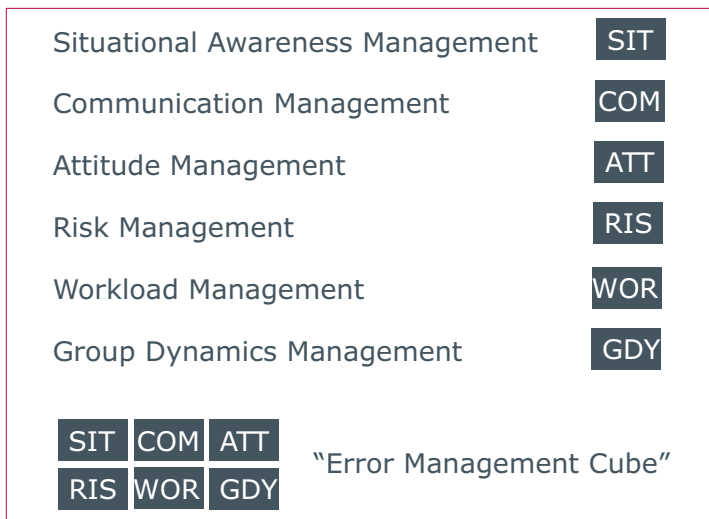 Situational Awareness Management SIT
Communication Management COM
Attitude Management ATT
Risk Management RIS
Workload Management WOR
Group Dynamics Management GDY
SIT COM ATT
“Error Management Cube”
RIS WOR GDY